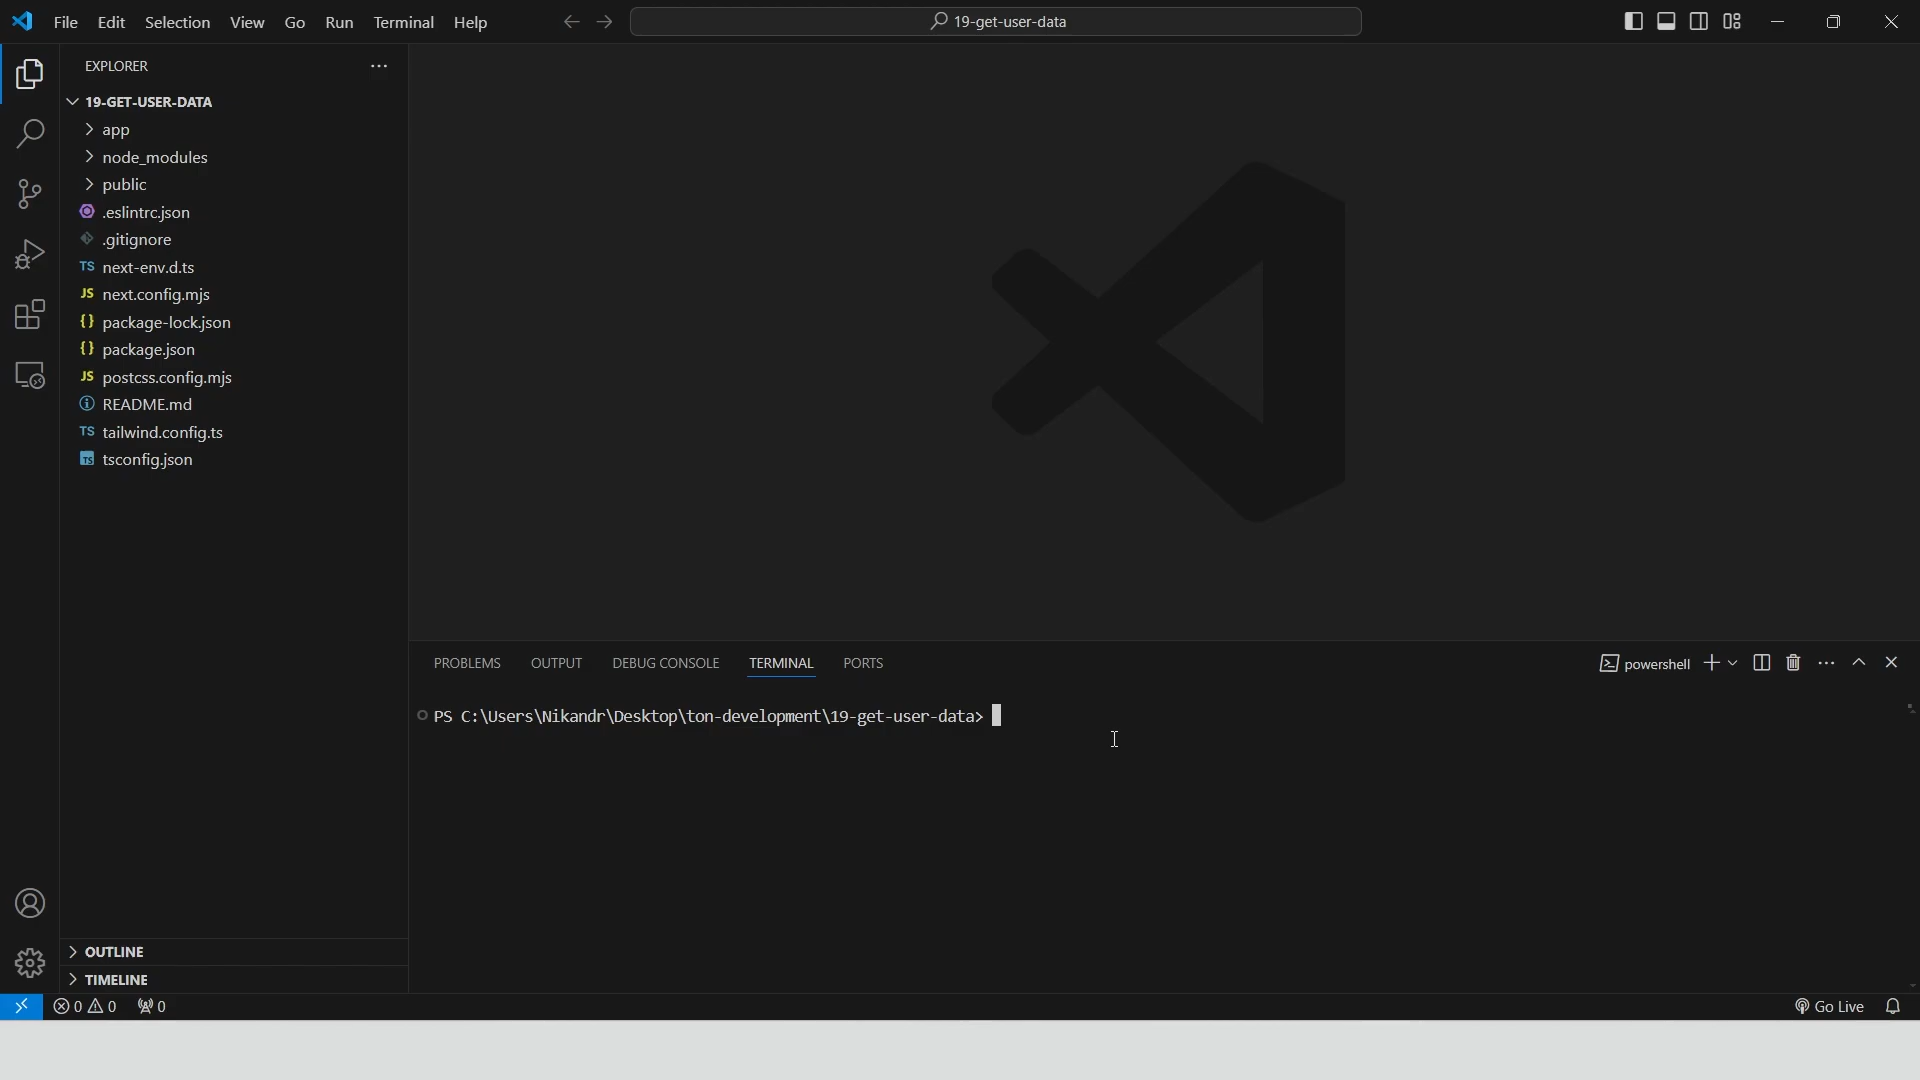 File Edit Selection View Go Run Terminal Help
19-get-user-data
EXPLORER
19-GET-USER-DATA
app
node_modules
public
.eslintrc.json
.gitignore
TS next-env.d.ts
JS next.config.mjs
{} package-lock.json
{} package.json
JS postcss.config.mjs
README.md
TS tailwind.config.ts
TS tsconfig.json
OUTLINE
TIMELINE
PROBLEMS OUTPUT DEBUG CONSOLE TERMINAL PORTS
powershell
PS C:\Users\Nikandr\Desktop\ton-development\19-get-user-data>
0 0 0
Go Live